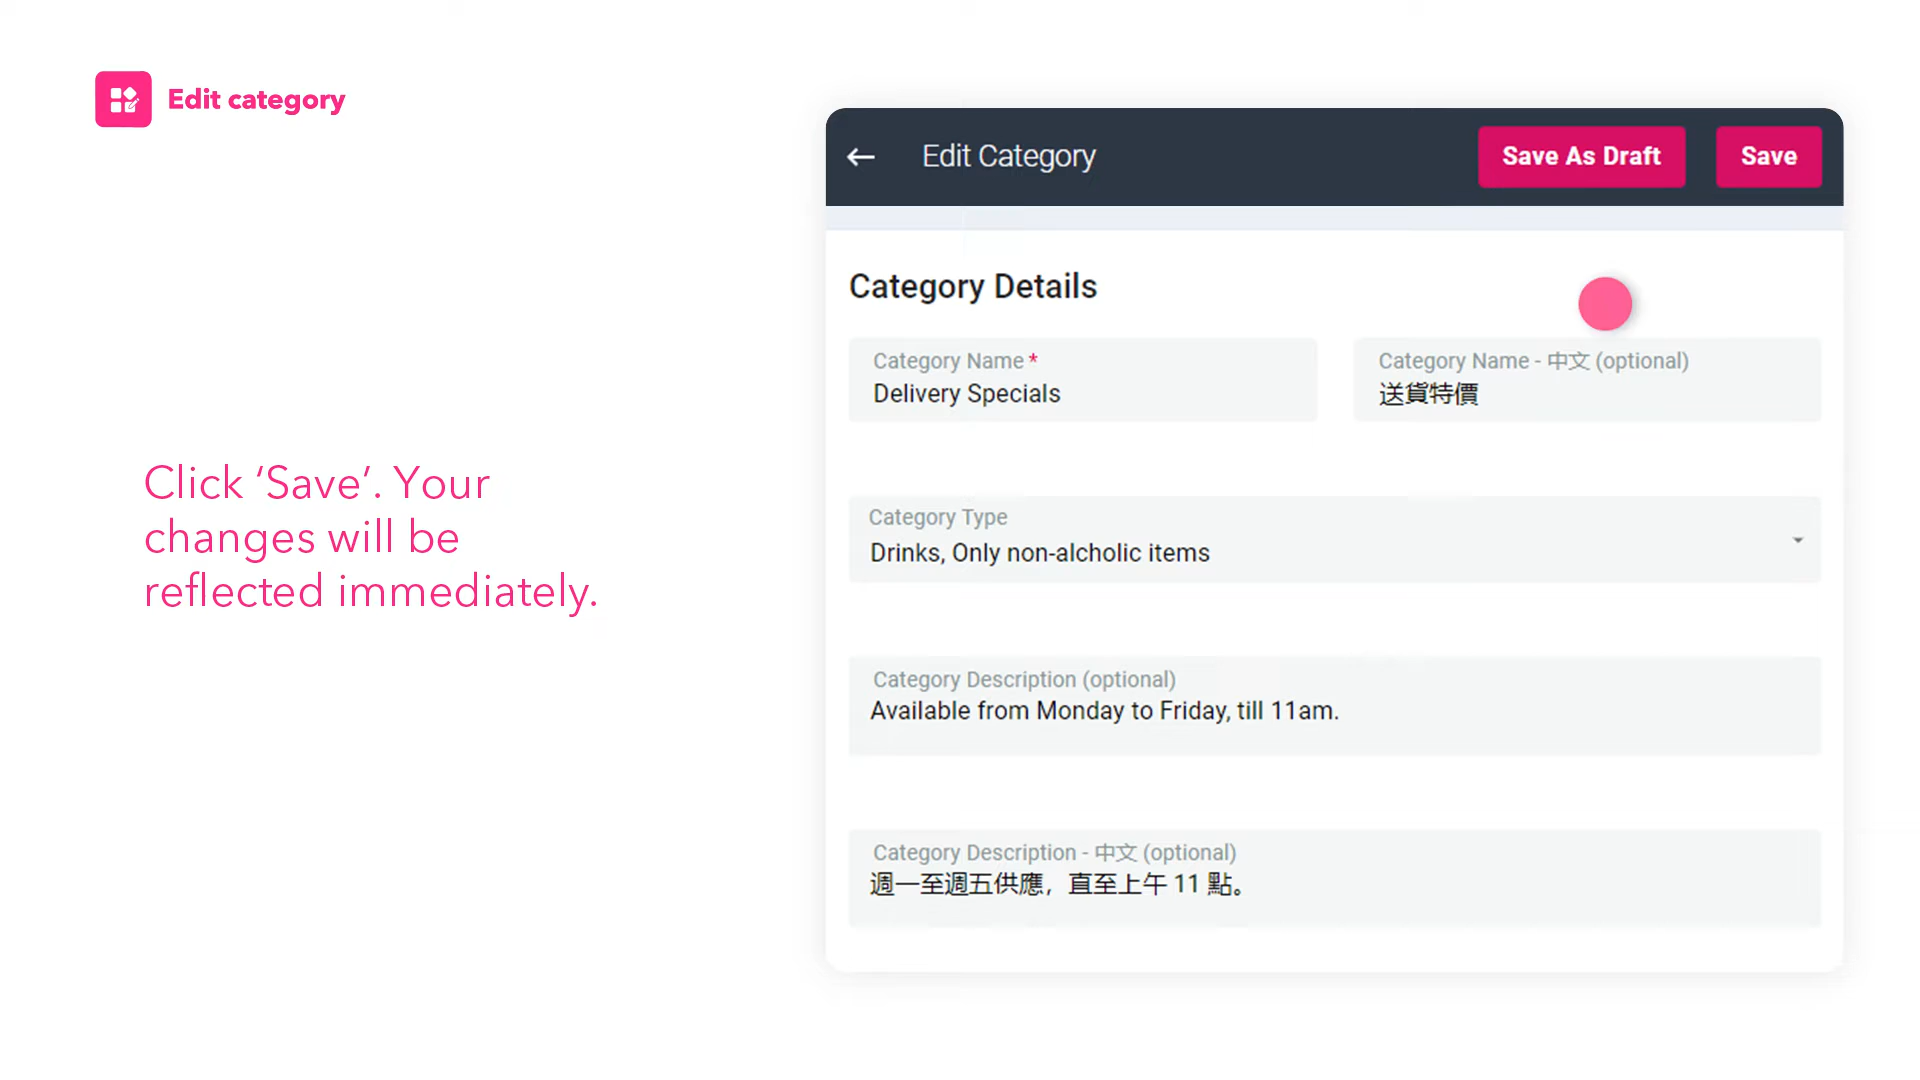 Edit category
Click ‘Save’. Your
changes will be
reflected immediately.
Edit Category
Save As Draft
Save
Category Details
Category Name *
Delivery Specials
Category Name - 中文 (optional)
送貨特價
Category Type
Drinks, Only non-alcholic items
Category Description (optional)
Available from Monday to Friday, till 11am.
Category Description - 中文 (optional)
週一至週五供應，直至上午 11 點。